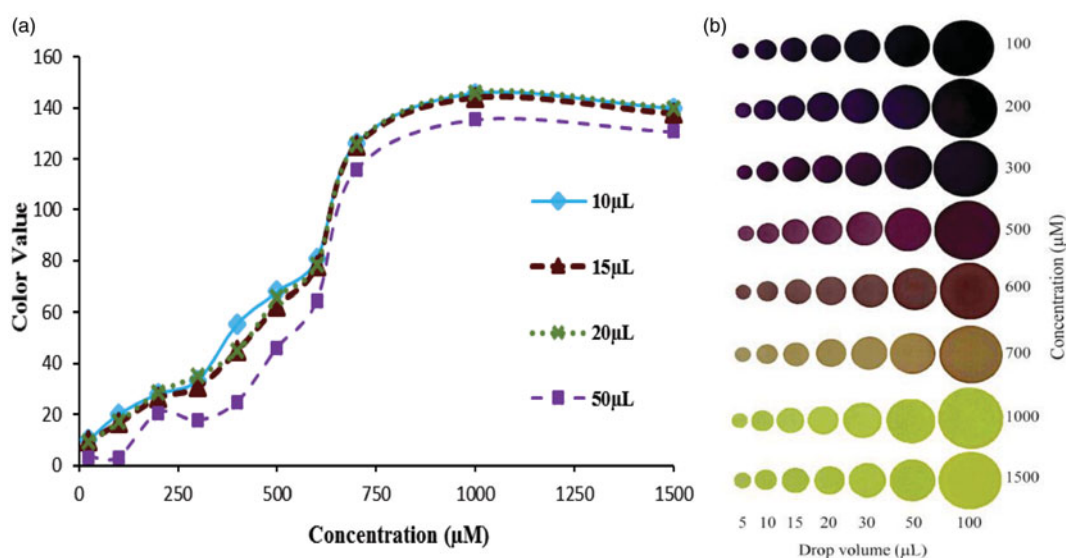 (a)
160
140
120
100
80
60
40
20
0
Color Value
0 250 500 750 1000 1250 1500
Concentration (µM)
10µL
15µL
20µL
50µL
(b)
100
200
300
500
600
700
1000
1500
Concentration (µM)
5 10 15 20 30 50 100
Drop volume (µL)